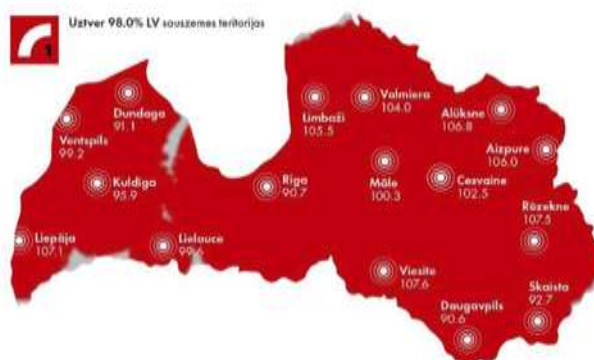 1
Uztver 98.0% LV sauszemes teritorijas
Dundaga
91.1
Ventspils
99.2
Kuldīga
95.9
Liepāja
107.1
Lielauce
99.6
Rīga
90.7
Limbaži
105.5
Valmiera
104.0
Alūksne
106.8
Aizpure
106.0
Māle
100.3
Cesvaine
102.5
Rēzekne
107.5
Viesīte
107.6
Skaista
92.7
Daugavpils
90.6